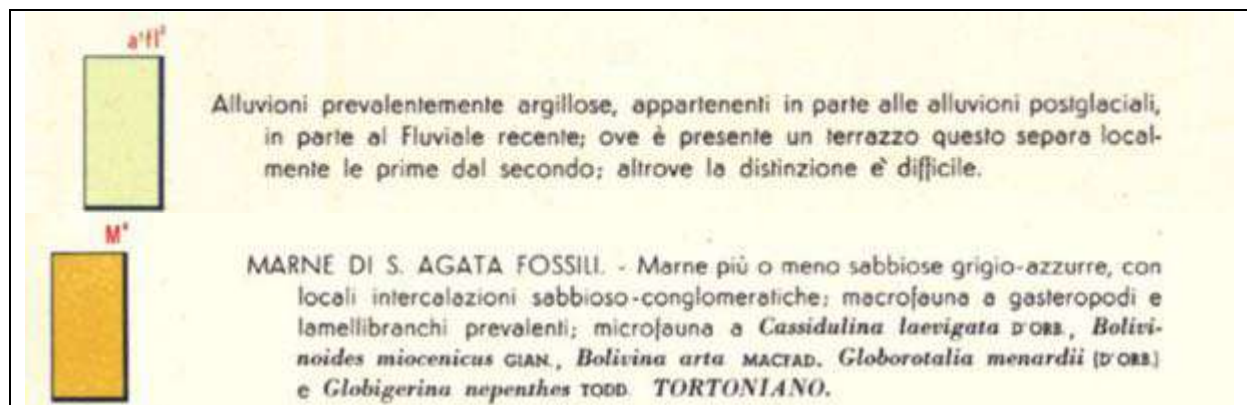 a¹fl²
Alluvioni prevalentemente argillose, appartenenti in parte alle alluvioni postglaciali,
in parte al Fluviale recente; ove è presente un terrazzo questo separa local-
mente le prime dal secondo; altrove la distinzione è difficile.
M⁴
MARNE DI S. AGATA FOSSILI. - Marne più o meno sabbiose grigio-azzurre, con
locali intercalazioni sabbioso-conglomeratiche; macrofauna a gasteropodi e
lamellibranchi prevalenti; microfauna a Cassidulina laevigata D'ORB., Bolivi-
noides miocenicus GIAN., Bolivina arta MACFAD. Globorotalia menardii (D'ORB.)
e Globigerina nepenthes TODD. TORTONIANO.